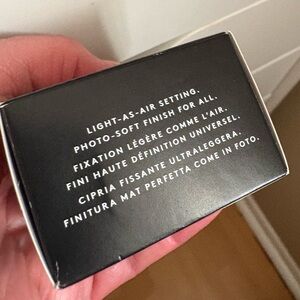 LIGHT-AS-AIR SETTING.
PHOTO-SOFT FINISH FOR ALL.
FIXATION LÉGÈRE COMME L'AIR.
FINI HAUTE DÉFINITION UNIVERSEL.
CIPRIA FISSANTE ULTRALEGGERA.
FINITURA MAT PERFETTA COME IN FOTO.